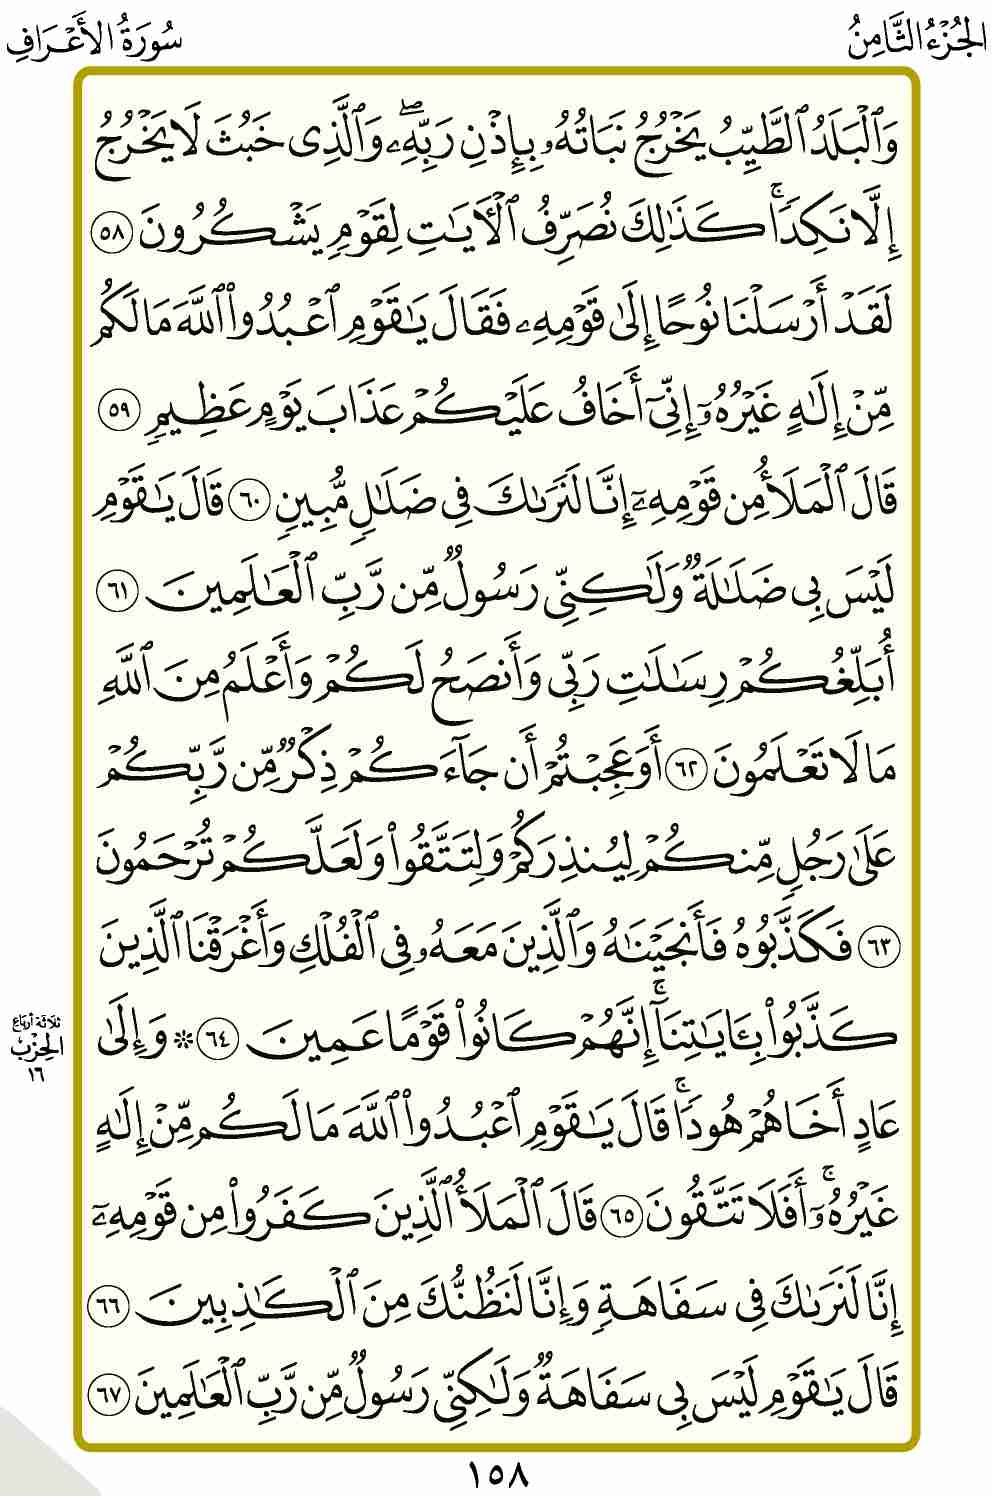 الجُزْءُ الثَّامِنُ
سُورَةُ الأَعْرَافِ
وَٱلْبَلَدُ ٱلطَّيِّبُ يَخْرُجُ نَبَاتُهُۥ بِإِذْنِ رَبِّهِۦۖ وَٱلَّذِى خَبُثَ لَا يَخْرُجُ
إِلَّا نَكِدًاۚ كَذَٰلِكَ نُصَرِّفُ ٱلْأَيَٰتِ لِقَوْمٍ يَشْكُرُونَ ٥٨
لَقَدْ أَرْسَلْنَا نُوحًا إِلَىٰ قَوْمِهِۦ فَقَالَ يَٰقَوْمِ ٱعْبُدُوا۟ ٱللَّهَ مَا لَكُم
مِّنْ إِلَٰهٍ غَيْرُهُۥٓ إِنِّىٓ أَخَافُ عَلَيْكُمْ عَذَابَ يَوْمٍ عَظِيمٍ ٥٩
قَالَ ٱلْمَلَأُ مِن قَوْمِهِۦٓ إِنَّا لَنَرَىٰكَ فِى ضَلَٰلٍ مُّبِينٍ ٦٠ قَالَ يَٰقَوْمِ
لَيْسَ بِى ضَلَٰلَةٌ وَلَٰكِنِّى رَسُولٌ مِّن رَّبِّ ٱلْعَٰلَمِينَ ٦١
أُبَلِّغُكُمْ رِسَٰلَٰتِ رَبِّى وَأَنصَحُ لَكُمْ وَأَعْلَمُ مِنَ ٱللَّهِ
مَا لَا تَعْلَمُونَ ٦٢ أَوَعَجِبْتُمْ أَن جَآءَكُمْ ذِكْرٌ مِّن رَّبِّكُمْ
عَلَىٰ رَجُلٍ مِّنكُمْ لِيُنذِرَكُمْ وَلِتَتَّقُوا۟ وَلَعَلَّكُمْ تُرْحَمُونَ
٦٣ فَكَذَّبُوهُ فَأَنجَيْنَٰهُ وَٱلَّذِينَ مَعَهُۥ فِى ٱلْفُلْكِ وَأَغْرَقْنَا ٱلَّذِينَ
كَذَّبُوا۟ بِـَٔايَٰتِنَآۚ إِنَّهُمْ كَانُوا۟ قَوْمًا عَمِينَ ٦٤ ۞ وَإِلَىٰ
عَادٍ أَخَاهُمْ هُودًاۚ قَالَ يَٰقَوْمِ ٱعْبُدُوا۟ ٱللَّهَ مَا لَكُم مِّنْ إِلَٰهٍ
غَيْرُهُۥٓۚ أَفَلَا تَتَّقُونَ ٦٥ قَالَ ٱلْمَلَأُ ٱلَّذِينَ كَفَرُوا۟ مِن قَوْمِهِۦٓ
إِنَّا لَنَرَىٰكَ فِى سَفَاهَةٍ وَإِنَّا لَنَظُنُّكَ مِنَ ٱلْكَٰذِبِينَ ٦٦
قَالَ يَٰقَوْمِ لَيْسَ بِى سَفَاهَةٌ وَلَٰكِنِّى رَسُولٌ مِّن رَّبِّ ٱلْعَٰلَمِينَ ٦٧
ثلاثة أرباع
الحِزْب
١٦
١٥٨